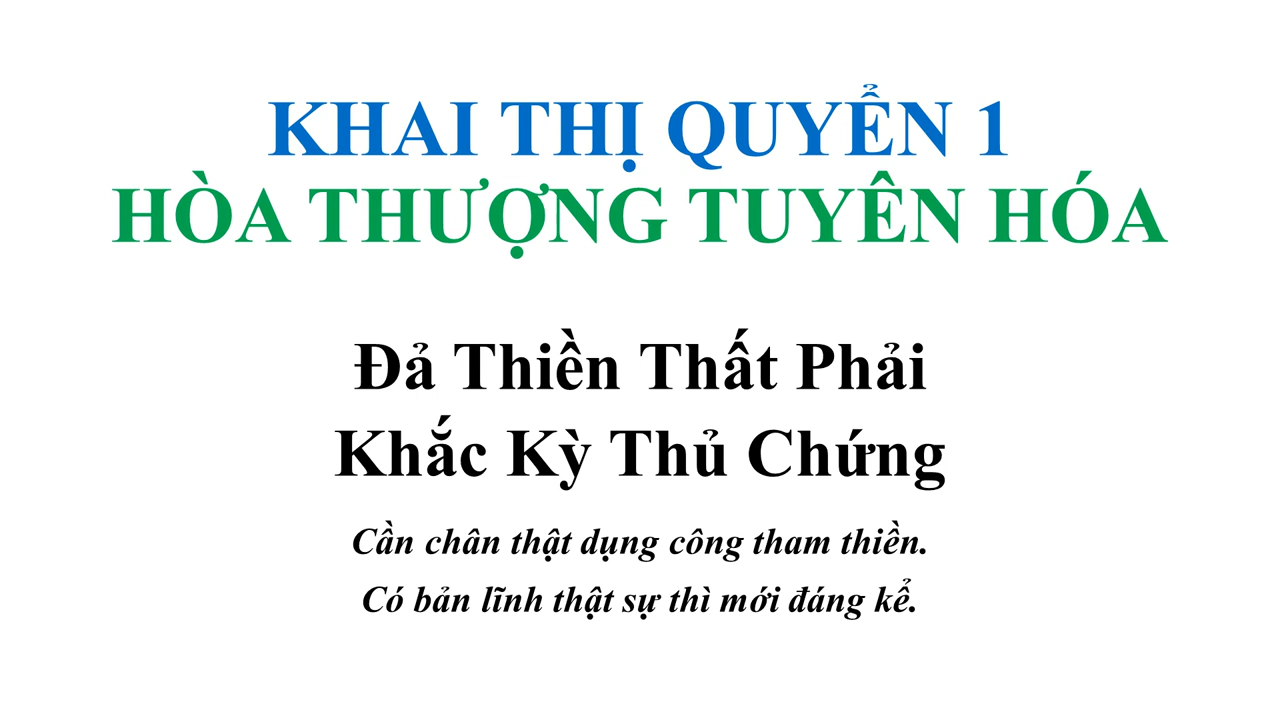 KHAI THỊ QUYỂN 1
HÒA THƯỢNG TUYÊN HÓA
Đả Thiền Thất Phải
Khắc Kỳ Thủ Chứng
Cần chân thật dụng công tham thiền.
Có bản lĩnh thật sự thì mới đáng kể.